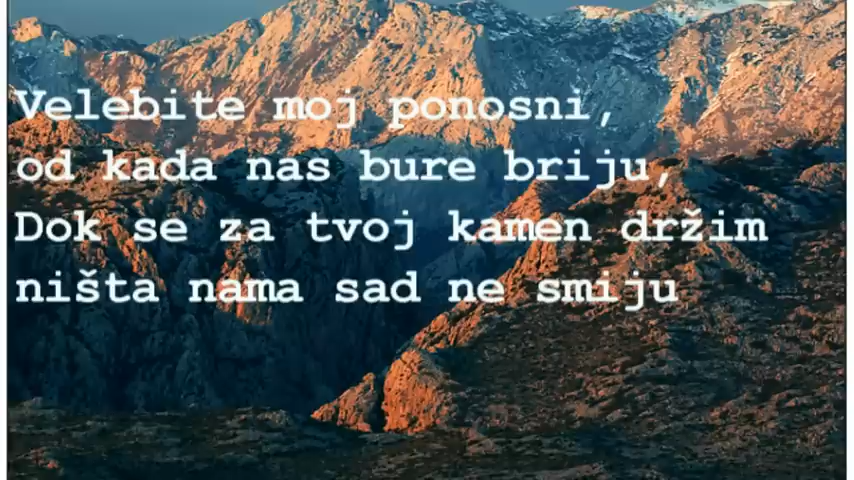 Velebite moj ponosni,
od kada nas bure briju,
Dok se za tvoj kamen držim
ništa nama sad ne smiju